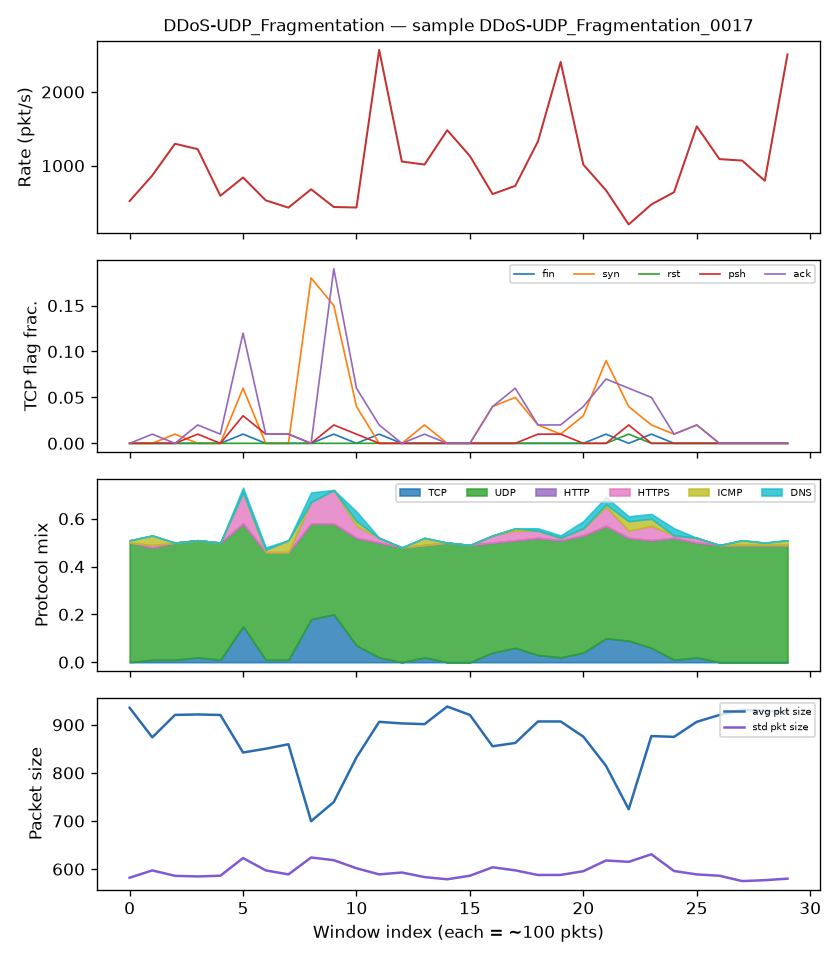 DDoS-UDP_Fragmentation — sample DDoS-UDP_Fragmentation_0017
Rate (pkt/s)
2000
1000
TCP flag frac.
0.15
0.10
0.05
0.00
fin syn rst psh ack
Protocol mix
0.6
0.4
0.2
0.0
TCP UDP HTTP HTTPS ICMP DNS
Packet size
900
800
700
600
avg pkt size
std pkt size
0 5 10 15 20 25 30
Window index (each = ~100 pkts)